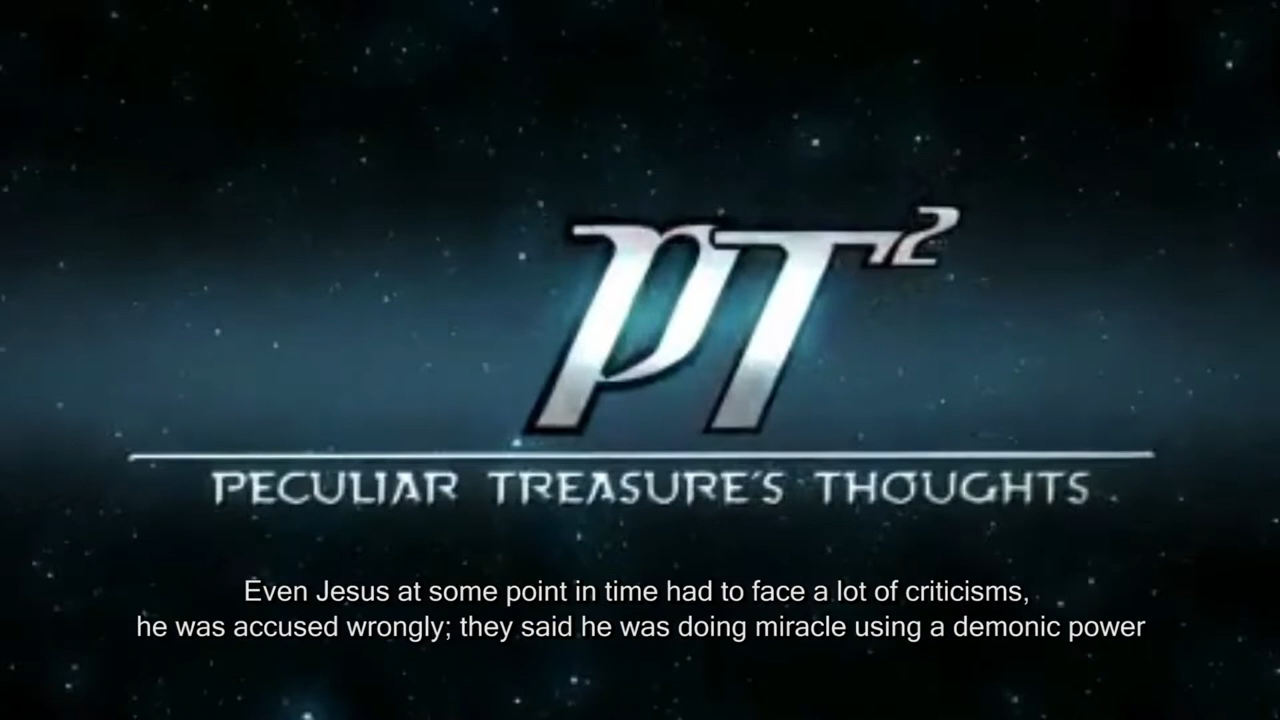 PT2
PECULIAR TREASURE'S THOUGHTS
Even Jesus at some point in time had to face a lot of criticisms,
he was accused wrongly; they said he was doing miracle using a demonic power